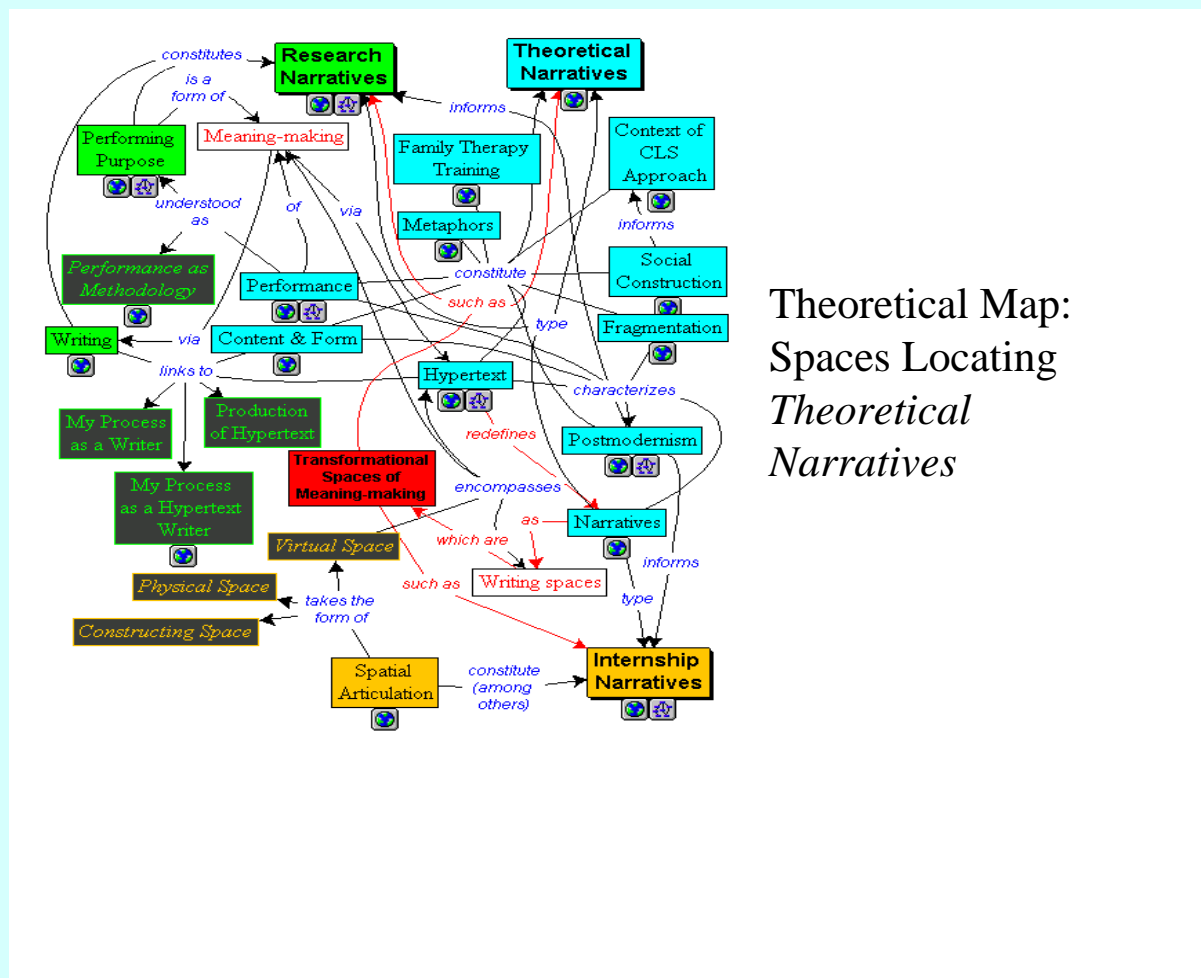 constitutes
Research
Narratives
Theoretical
Narratives
is a
form of
informs
Performing
Purpose
Meaning-making
Family Therapy
Training
Context of
CLS
Approach
understood
as
of
via
Metaphors
informs
Performance as
Methodology
Performance
constitute
Social
Construction
such as
Writing
via
Content & Form
type
Fragmentation
links to
Hypertext
characterizes
My Process
as a Writer
Production
of Hypertext
redefines
Postmodernism
Transformational
Spaces of
Meaning-making
My Process
as a Hypertext
Writer
encompasses
as
Narratives
Virtual Space
which are
informs
Physical Space
such as
Writing spaces
type
takes the
form of
Constructing Space
Spatial
Articulation
constitute
(among
others)
Internship
Narratives
Theoretical Map:
Spaces Locating
Theoretical
Narratives